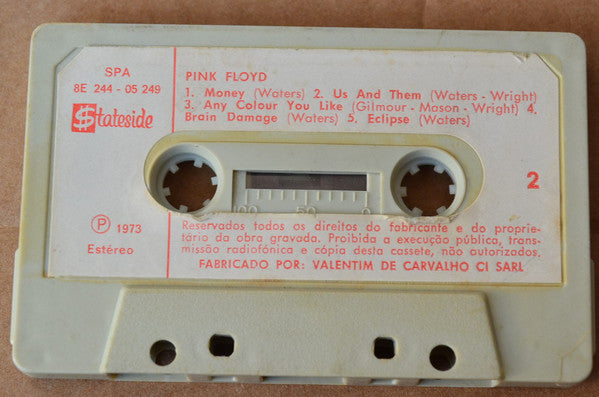 SPA
8E 244 - 05 249
Stateside
PINK FLOYD
1. Money (Waters) 2. Us And Them (Waters - Wright)
3. Any Colour You Like (Gilmour - Mason - Wright) 4.
Brain Damage (Waters) 5. Eclipse (Waters)
2
100 50 0
Ⓟ 1973
Estéreo
Reservados todos os direitos do fabricante e do proprie-
tário da obra gravada. Proibida a execução pública, trans-
missão radiofónica e cópia desta cassete, não autorizados.
FABRICADO POR: VALENTIM DE CARVALHO CI SARL